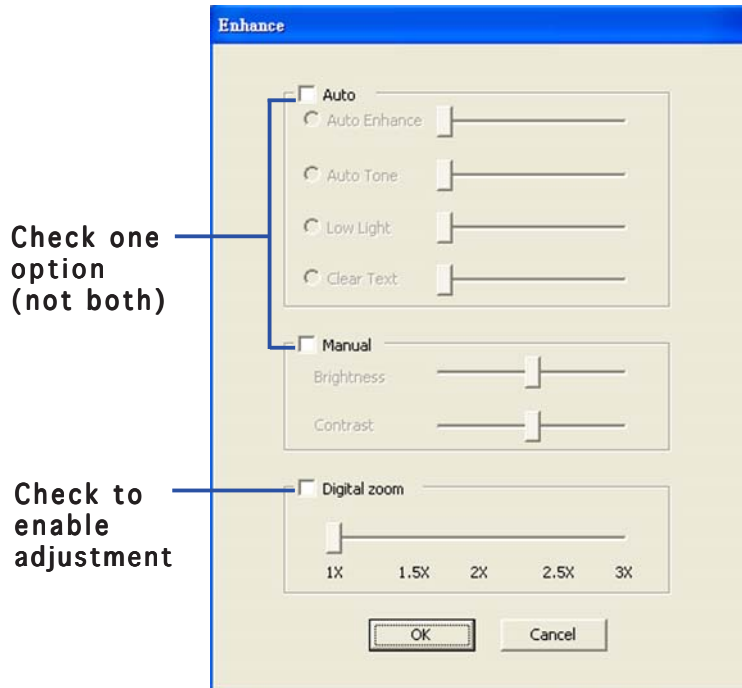 Enhance
Auto
Auto Enhance
Auto Tone
Low Light
Clear Text
Check one
option
(not both)
Manual
Brightness
Contrast
Check to
enable
adjustment
Digital zoom
1X 1.5X 2X 2.5X 3X
OK Cancel